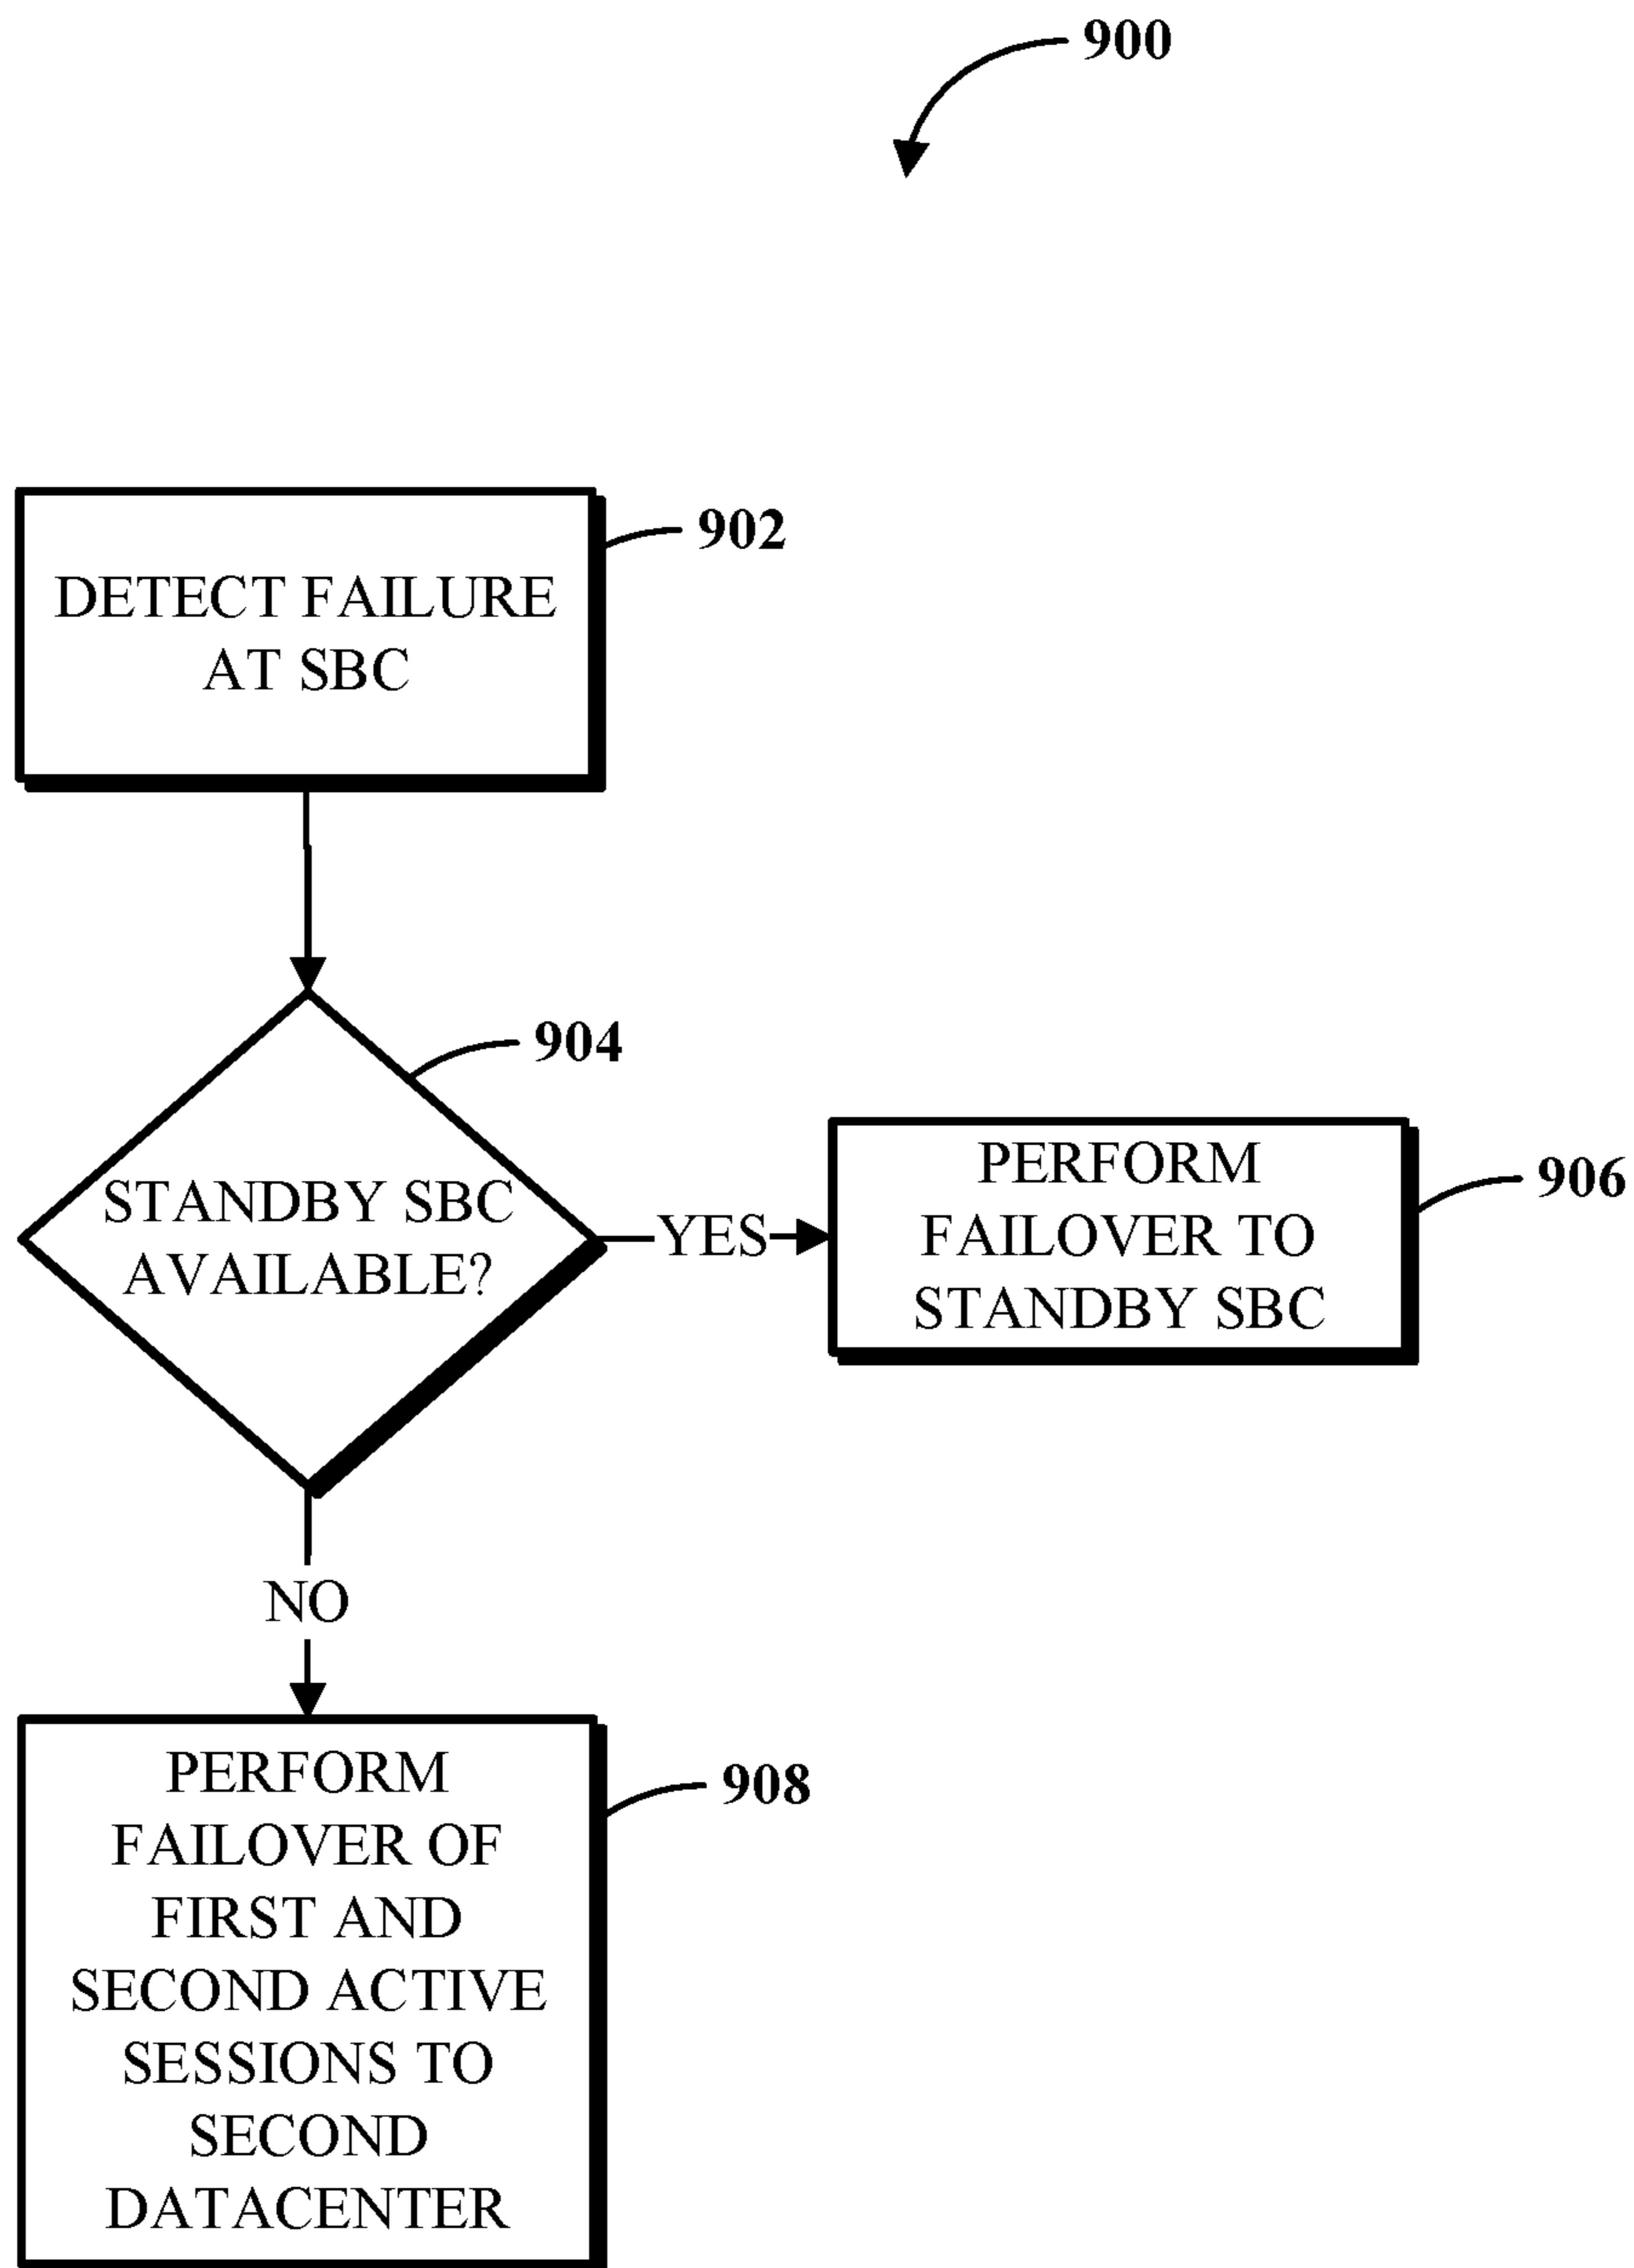 900
DETECT FAILURE
AT SBC
902
904
STANDBY SBC
AVAILABLE?
YES
PERFORM
FAILOVER TO
STANDBY SBC
906
NO
PERFORM
FAILOVER OF
FIRST AND
SECOND ACTIVE
SESSIONS TO
SECOND
DATACENTER
908